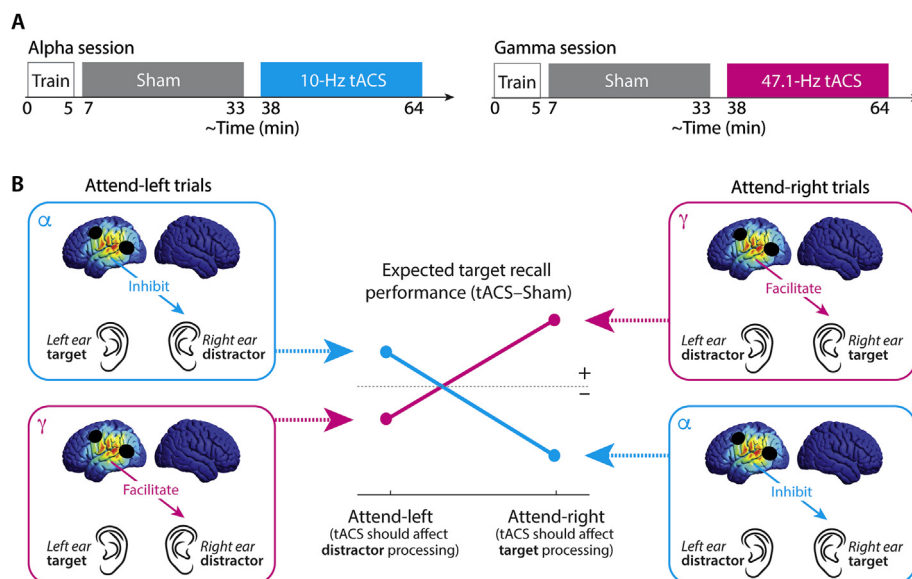 A
Alpha session
Train
Sham
10-Hz tACS
0
5
7
33
38
64
~Time (min)
Gamma session
Train
Sham
47.1-Hz tACS
0
5
7
33
38
64
~Time (min)
B
Attend-left trials
α
Inhibit
Left ear
target
Right ear
distractor
γ
Facilitate
Left ear
target
Right ear
distractor
Expected target recall
performance (tACS–Sham)
+
−
Attend-left
(tACS should affect
distractor processing)
Attend-right
(tACS should affect
target processing)
Attend-right trials
γ
Facilitate
Left ear
distractor
Right ear
target
α
Inhibit
Left ear
distractor
Right ear
target